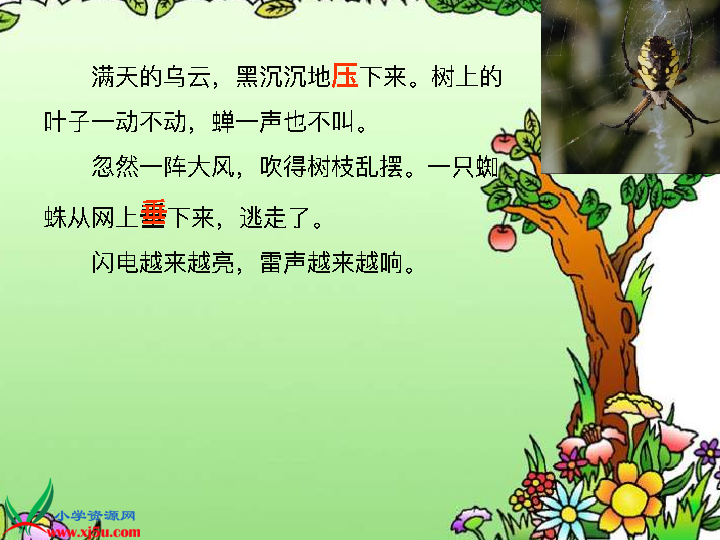 满天的乌云，黑沉沉地压下来。树上的
叶子一动不动，蝉一声也不叫。
忽然一阵大风，吹得树枝乱摆。一只蜘
蛛从网上垂下来，逃走了。
闪电越来越亮，雷声越来越响。
小学资源网
www.xj5u.com